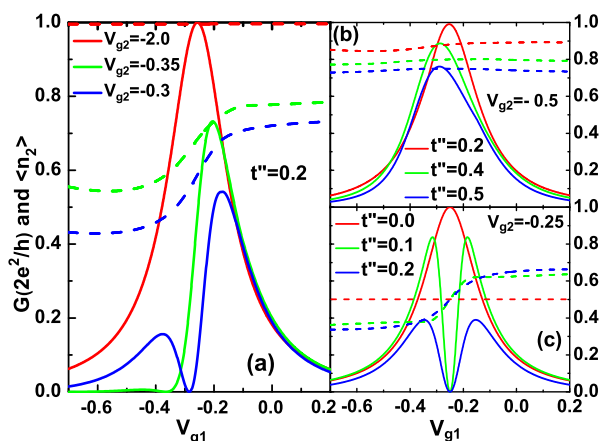 G(2e²/h) and <n₂>
1.0
0.8
0.6
0.4
0.2
0.0
V_g2=-2.0
V_g2=-0.35
V_g2=-0.3
t''=0.2
(a)
-0.6 -0.4 -0.2 0.0
V_g1
(b)
V_g2=- 0.5
t''=0.2
t''=0.4
t''=0.5
1.0
0.8
0.6
0.4
0.2
t''=0.0
t''=0.1
t''=0.2
V_g2=-0.25
(c)
1.0
0.8
0.6
0.4
0.2
0.0
-0.6 -0.4 -0.2 0.0 0.2
V_g1